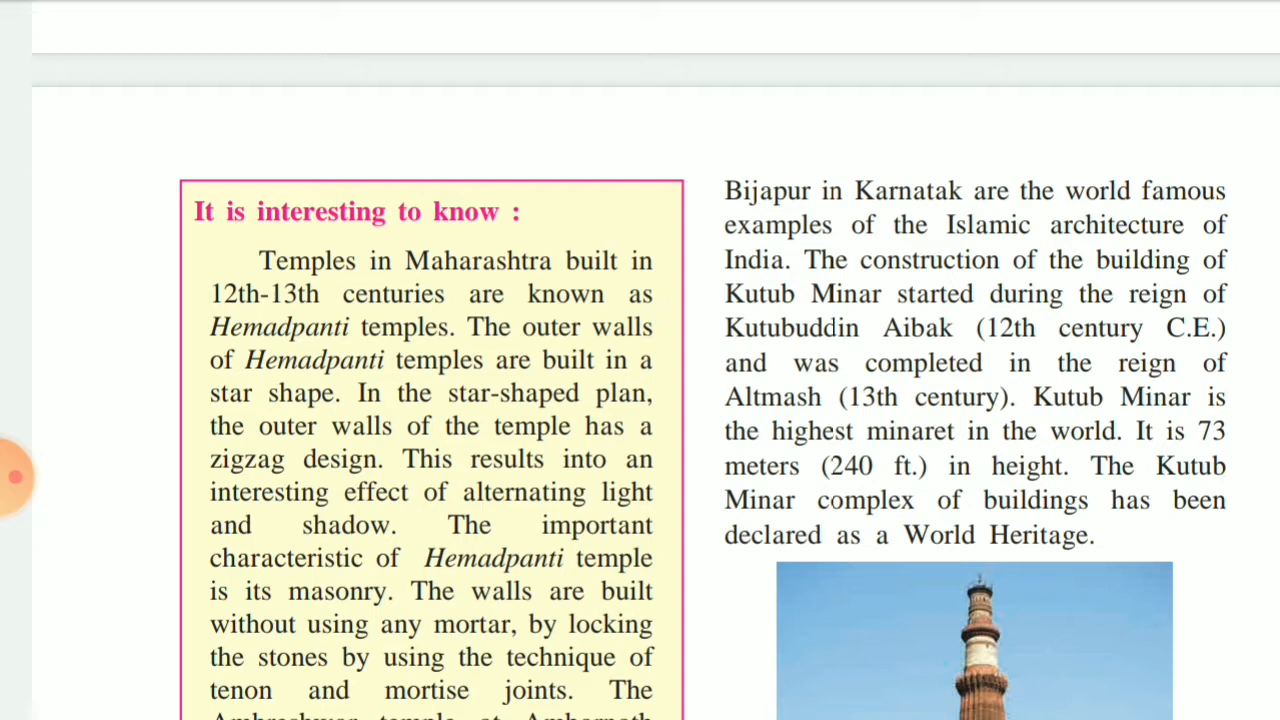 It is interesting to know :
Temples in Maharashtra built in
12th-13th centuries are known as
Hemadpanti temples. The outer walls
of Hemadpanti temples are built in a
star shape. In the star-shaped plan,
the outer walls of the temple has a
zigzag design. This results into an
interesting effect of alternating light
and shadow. The important
characteristic of Hemadpanti temple
is its masonry. The walls are built
without using any mortar, by locking
the stones by using the technique of
tenon and mortise joints. The
Bijapur in Karnatak are the world famous
examples of the Islamic architecture of
India. The construction of the building of
Kutub Minar started during the reign of
Kutubuddin Aibak (12th century C.E.)
and was completed in the reign of
Altmash (13th century). Kutub Minar is
the highest minaret in the world. It is 73
meters (240 ft.) in height. The Kutub
Minar complex of buildings has been
declared as a World Heritage.